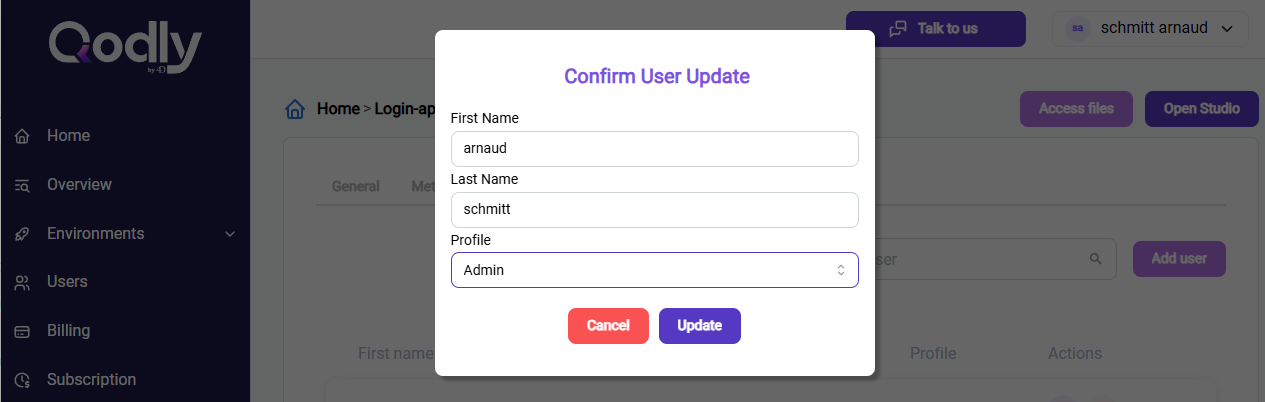 Qodly
by 4D
Home
Overview
Environments
Users
Billing
Subscription
Talk to us
sa schmitt arnaud
Home > Login-ap
Access files
Open Studio
General
Met
ser
Add user
First name
Profile
Actions
Confirm User Update
First Name
arnaud
Last Name
schmitt
Profile
Admin
Cancel
Update